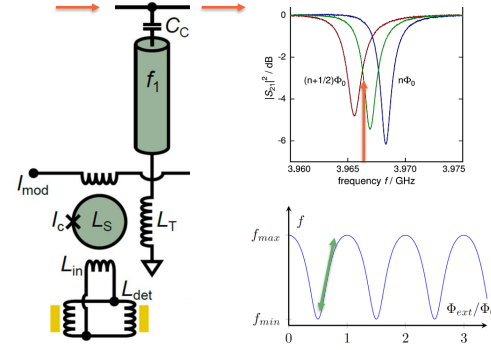 C_C
f_1
I_mod
I_c
L_S
L_T
L_in
L_det
|S_21|² / dB
0
-2
-4
-6
(n+1/2)Φ_0
nΦ_0
3,960
3.965
3.970
3.975
frequency f / GHz
f
f_max
f_min
0
1
2
3
Φ_ext/Φ